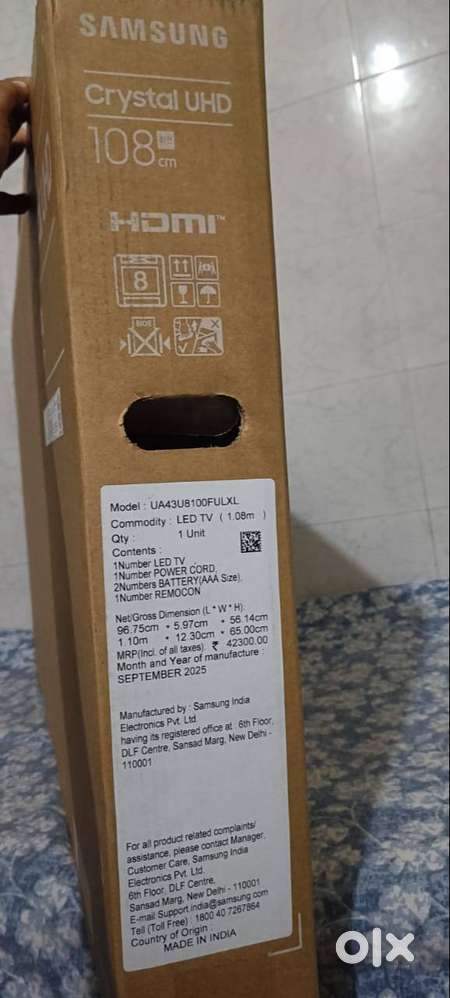 SAMSUNG
Crystal UHD
108 cm
HDMI™
8
SIDE
Model : UA43U8100FULXL
Commodity : LED TV ( 1.08m )
Qty : 1 Unit
Contents :
1Number LED TV
1Number POWER CORD,
2Numbers BATTERY(AAA Size),
1Number REMOCON
Net/Gross Dimension (L * W * H):
96.75cm * 5.97cm * 56.14cm
1.10m * 12.30cm * 65.00cm
MRP(Incl. of all taxes) ₹ 42300.00
Month and Year of manufacture :
SEPTEMBER 2025
Manufactured by : Samsung India
Electronics Pvt. Ltd.
having its registered office at : 6th Floor,
DLF Centre, Sansad Marg, New Delhi -
110001
For all product related complaints/
assistance, please contact Manager,
Customer Care, Samsung India
Electronics Pvt. Ltd.
6th Floor, DLF Centre,
Sansad Marg, New Delhi - 110001
E-mail Support.india@samsung.com
Tell (Toll Free) : 1800 40 7267864
Country of Origin :
MADE IN INDIA
olx